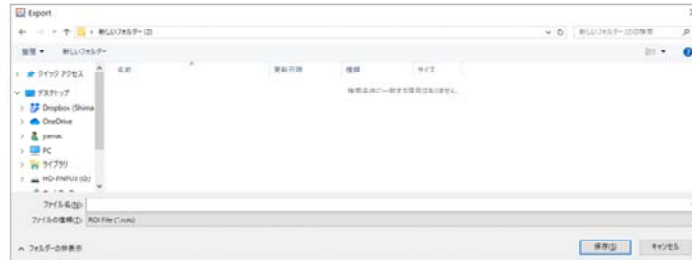 Export
新しいフォルダー (2)
新しいフォルダー (2)の検索
整理 新しいフォルダー
クイック アクセス 名前 更新日時 種類 サイズ
検索条件に一致する項目はありません。
デスクトップ
Dropbox (Shima
OneDrive
PC
ライブラリ
HD-PNFU3 (G:)
ファイル名(N):
ファイルの種類(T): ROI File (*.rois)
フォルダーの非表示
保存(S) キャンセル